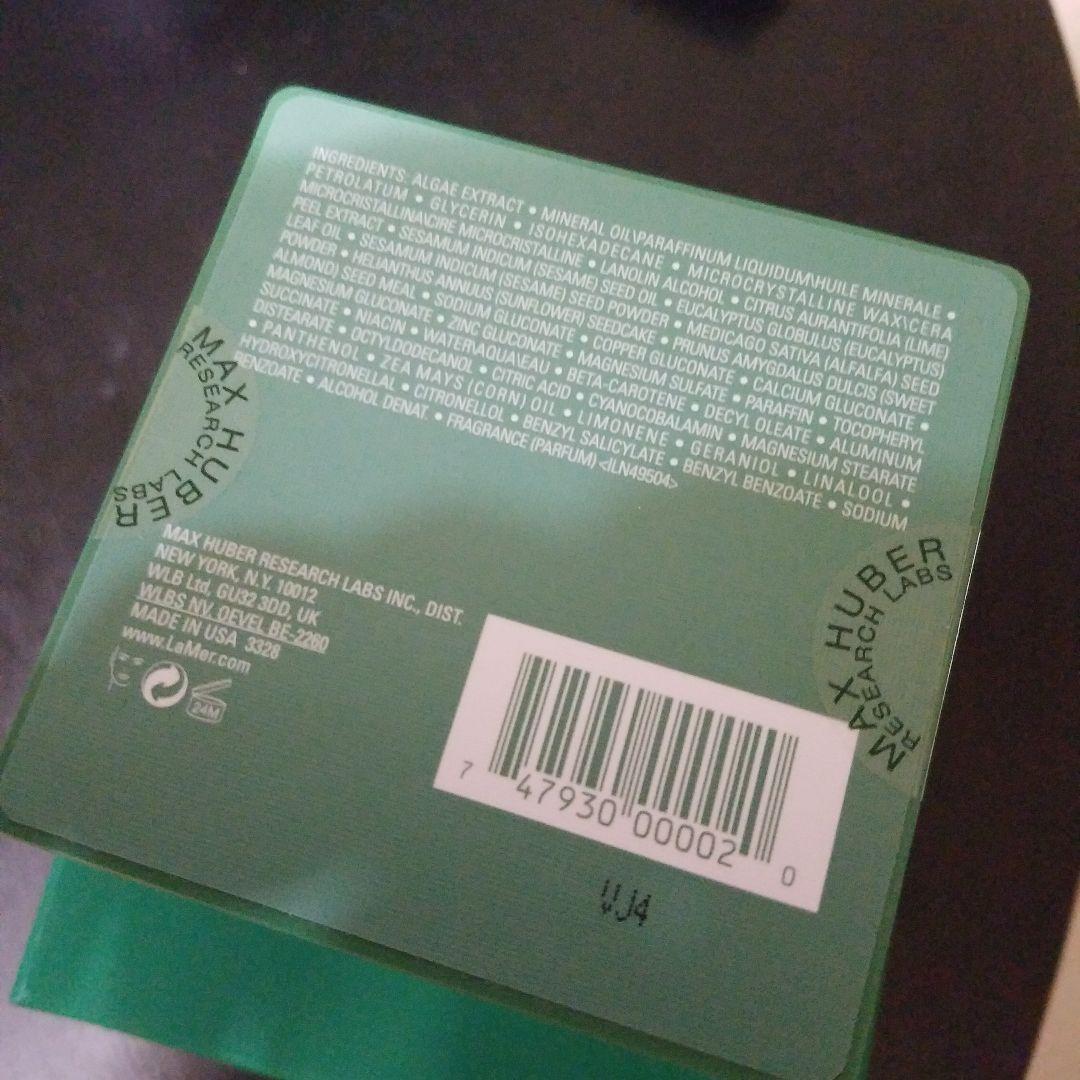 INGREDIENTS: ALGAE EXTRACT • MINERAL OIL\PARAFFINUM LIQUIDUM\HUILE MINERALE •
PETROLATUM • GLYCERIN • ISOHEXADECANE • MICROCRYSTALLINE WAX\CERA
MICROCRISTALLINA\CIRE MICROCRISTALLINE • LANOLIN ALCOHOL • CITRUS AURANTIFOLIA (LIME)
PEEL EXTRACT • SESAMUM INDICUM (SESAME) SEED OIL • EUCALYPTUS GLOBULUS (EUCALYPTUS)
LEAF OIL • SESAMUM INDICUM (SESAME) SEED POWDER • MEDICAGO SATIVA (ALFALFA) SEED
POWDER • HELIANTHUS ANNUUS (SUNFLOWER) SEEDCAKE • PRUNUS AMYGDALUS DULCIS (SWEET
ALMOND) SEED MEAL • SODIUM GLUCONATE • COPPER GLUCONATE • CALCIUM GLUCONATE •
MAGNESIUM GLUCONATE • ZINC GLUCONATE • MAGNESIUM SULFATE • PARAFFIN • TOCOPHERYL
SUCCINATE • NIACIN • WATER\AQUA\EAU • BETA-CAROTENE • DECYL OLEATE • ALUMINUM
DISTEARATE • OCTYLDODECANOL • CITRIC ACID • CYANOCOBALAMIN • MAGNESIUM STEARATE
• PANTHENOL • ZEA MAYS (CORN) OIL • LIMONENE • GERANIOL • LINALOOL •
HYDROXYCITRONELLAL • CITRONELLOL • BENZYL SALICYLATE • BENZYL BENZOATE • SODIUM
BENZOATE • ALCOHOL DENAT. • FRAGRANCE (PARFUM) <ILN49504>
MAX HUBER
RESEARCH LABS
MAX HUBER RESEARCH LABS INC., DIST.
NEW YORK, N.Y. 10012
WLB Ltd, GU32 3DD, UK
WLBS NV, OEVEL BE-2260
MADE IN USA 3328
www.LaMer.com
24M
MAX HUBER
RESEARCH LABS
7 47930 00002 0
VJ4